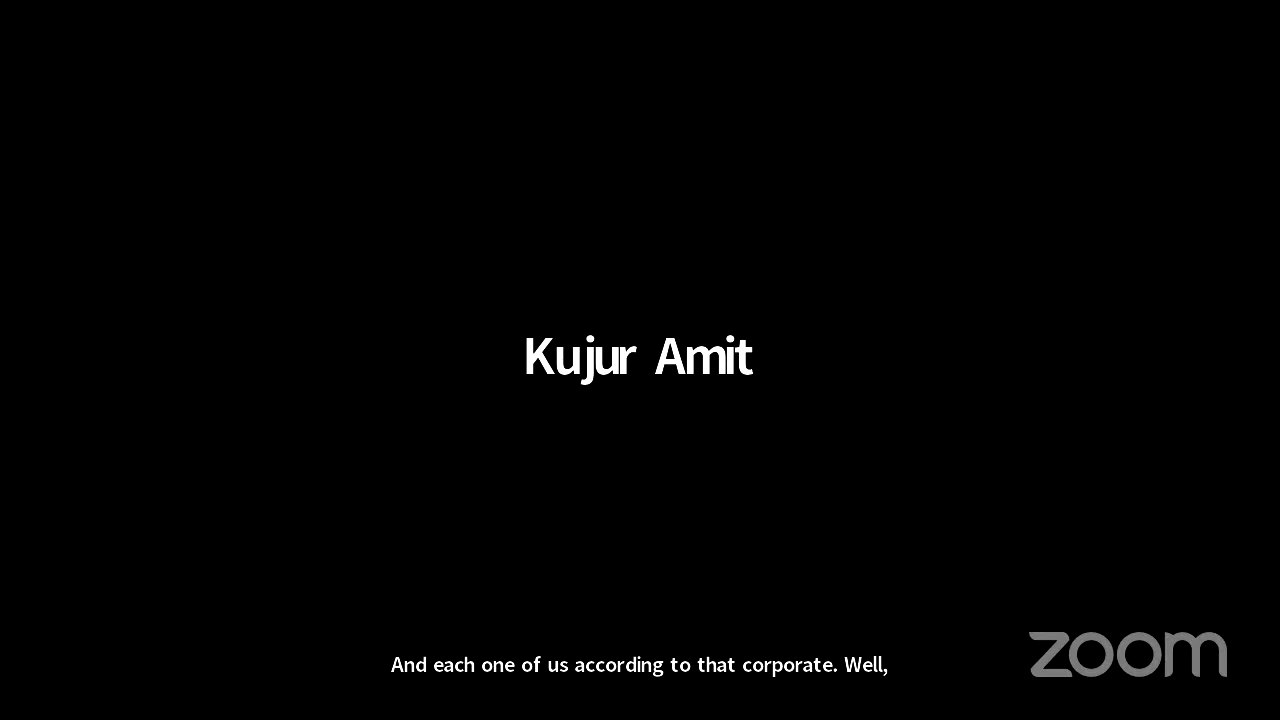 Kujur Amit
And each one of us according to that corporate. Well,
zoom